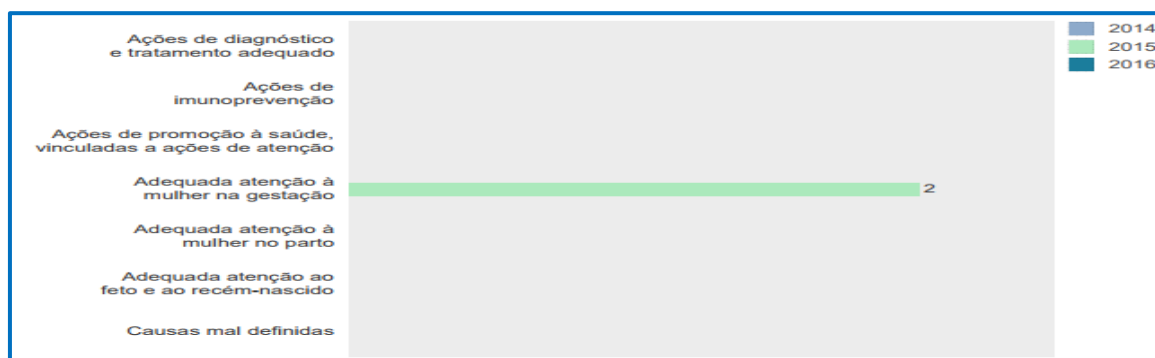 Ações de diagnóstico
e tratamento adequado
Ações de
imunoprevenção
Ações de promoção à saúde,
vinculadas a ações de atenção
Adequada atenção à
mulher na gestação
2
Adequada atenção à
mulher no parto
Adequada atenção ao
feto e ao recém-nascido
Causas mal definidas
2014
2015
2016